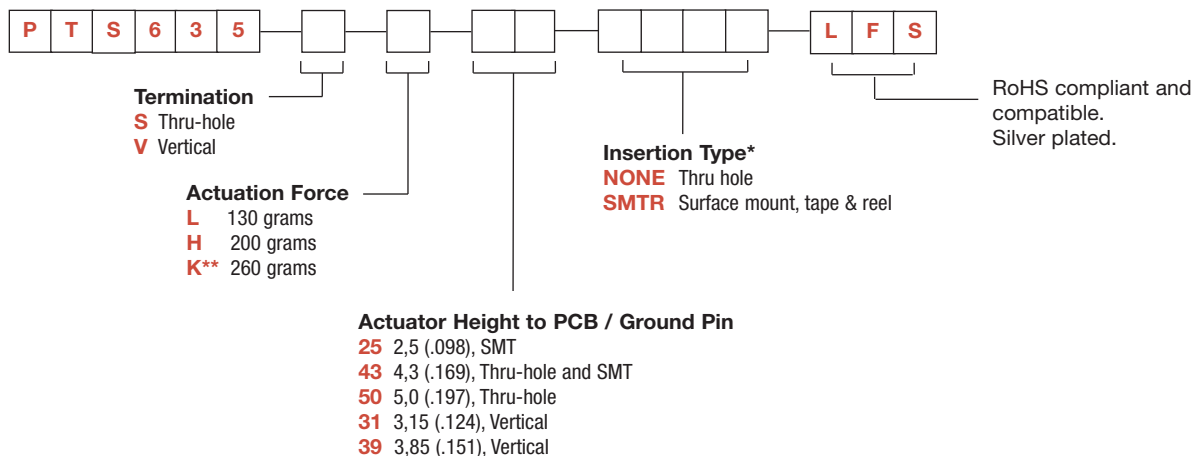 P T S 6 3 5 L F S
Termination
S Thru-hole
V Vertical
Actuation Force
L 130 grams
H 200 grams
K** 260 grams
Actuator Height to PCB / Ground Pin
25 2,5 (.098), SMT
43 4,3 (.169), Thru-hole and SMT
50 5,0 (.197), Thru-hole
31 3,15 (.124), Vertical
39 3,85 (.151), Vertical
Insertion Type*
NONE Thru hole
SMTR Surface mount, tape & reel
RoHS compliant and
compatible.
Silver plated.